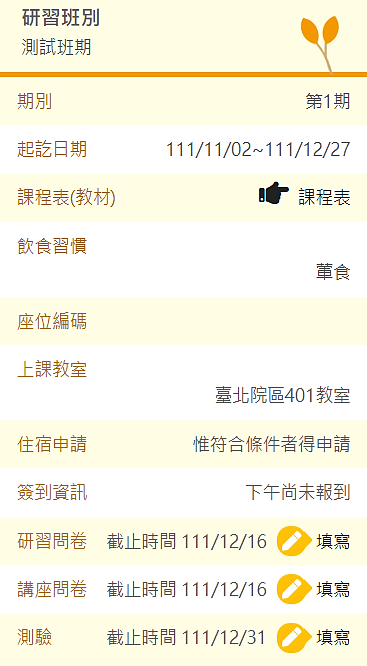 研習班別
測試班期
期別 第1期
起訖日期 111/11/02~111/12/27
課程表(教材) 課程表
飲食習慣
葷食
座位編碼
上課教室
臺北院區401教室
住宿申請 惟符合條件者得申請
簽到資訊 下午尚未報到
研習問卷 截止時間 111/12/16 填寫
講座問卷 截止時間 111/12/16 填寫
測驗 截止時間 111/12/31 填寫